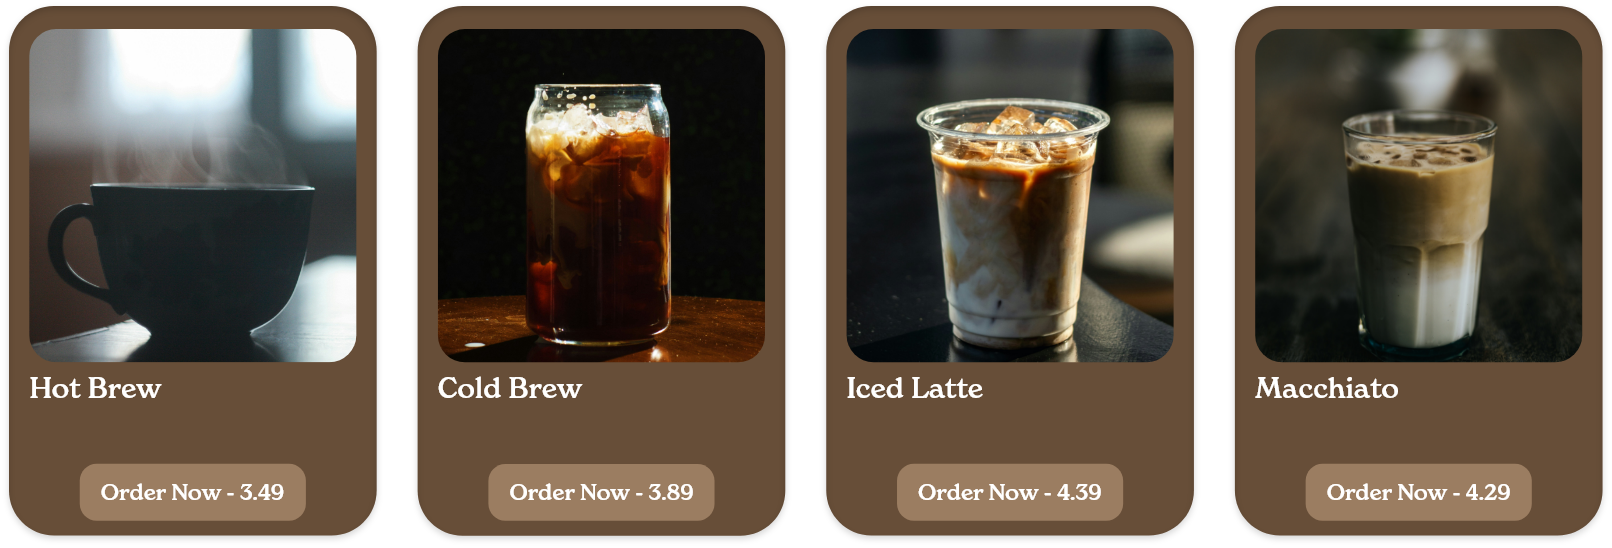 Hot Brew
Order Now - 3.49
Cold Brew
Order Now - 3.89
Iced Latte
Order Now - 4.39
Macchiato
Order Now - 4.29